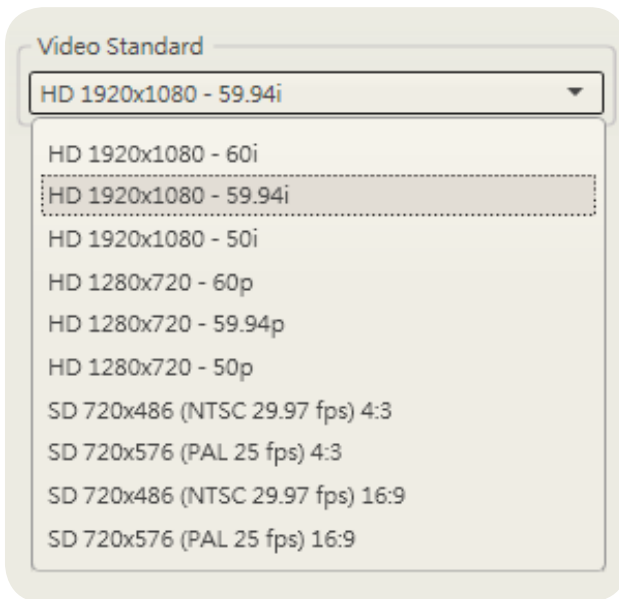 Video Standard
HD 1920x1080 - 59.94i
HD 1920x1080 - 60i
HD 1920x1080 - 59.94i
HD 1920x1080 - 50i
HD 1280x720 - 60p
HD 1280x720 - 59.94p
HD 1280x720 - 50p
SD 720x486 (NTSC 29.97 fps) 4:3
SD 720x576 (PAL 25 fps) 4:3
SD 720x486 (NTSC 29.97 fps) 16:9
SD 720x576 (PAL 25 fps) 16:9